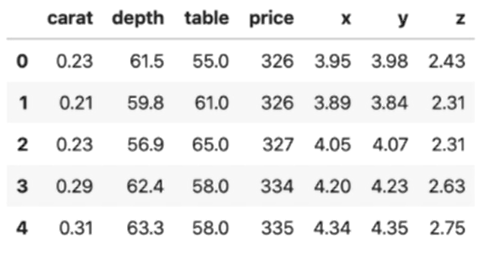 carat depth table price x y z
0 0.23 61.5 55.0 326 3.95 3.98 2.43
1 0.21 59.8 61.0 326 3.89 3.84 2.31
2 0.23 56.9 65.0 327 4.05 4.07 2.31
3 0.29 62.4 58.0 334 4.20 4.23 2.63
4 0.31 63.3 58.0 335 4.34 4.35 2.75